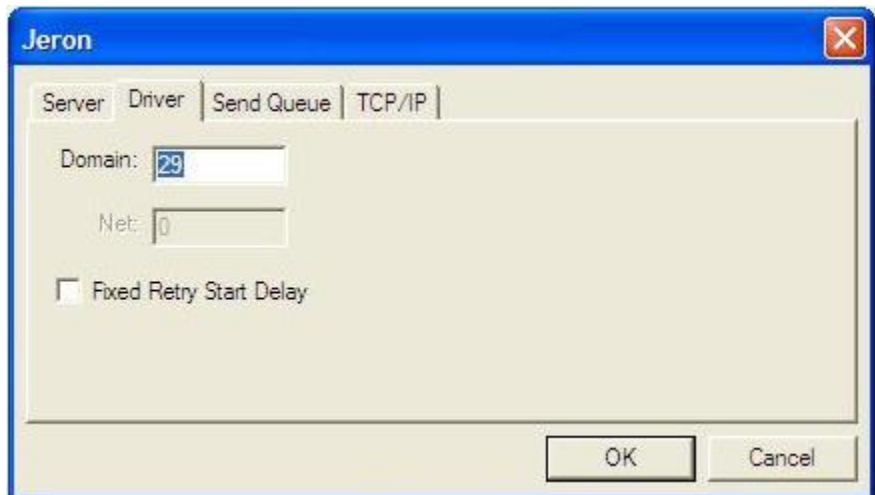 Jeron
Server Driver Send Queue TCP/IP
Domain: 29
Net: 0
Fixed Retry Start Delay
OK Cancel